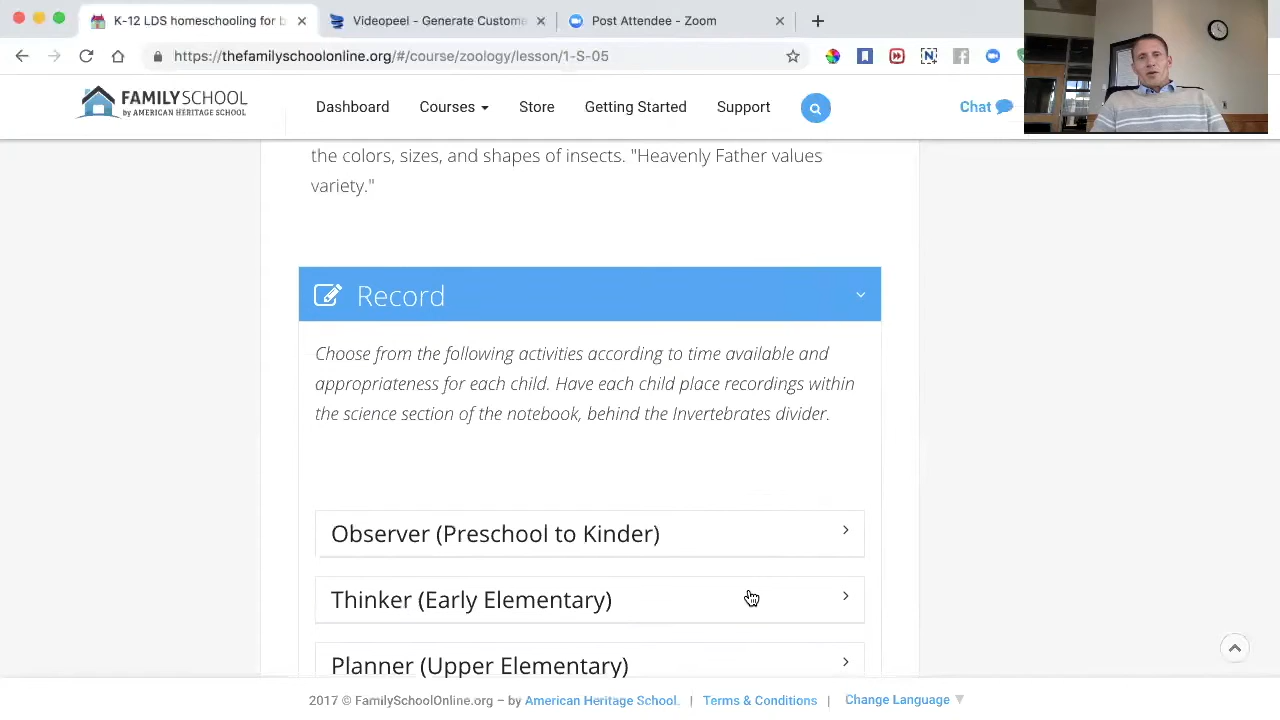 K-12 LDS homeschooling for b
Videopeel - Generate Custome
Post Attendee - Zoom
https://thefamilyschoolonline.org/#/course/zoology/lesson/1-S-05
FAMILYSCHOOL
by AMERICAN HERITAGE SCHOOL
Dashboard
Courses
Store
Getting Started
Support
Chat
the colors, sizes, and shapes of insects. "Heavenly Father values
variety."
Record
Choose from the following activities according to time available and
appropriateness for each child. Have each child place recordings within
the science section of the notebook, behind the Invertebrates divider.
Observer (Preschool to Kinder)
Thinker (Early Elementary)
Planner (Upper Elementary)
2017 © FamilySchoolOnline.org – by American Heritage School. | Terms & Conditions | Change Language